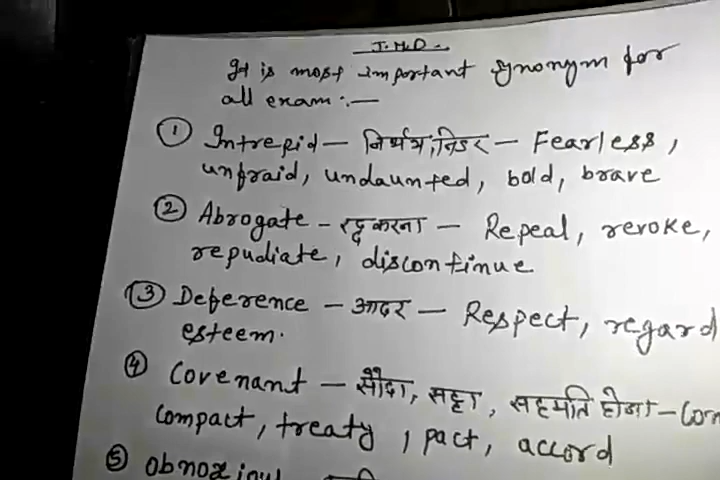 J.M.D.
It is most important synonym for
all exam :—
① Intrepid — निर्भय, निडर — Fearless,
unfraid, undaunted, bold, brave
② Abrogate — रद्द करना — Repeal, revoke,
repudiate, discontinue
③ Deference — आदर — Respect, regard
esteem.
④ Covenant — सौदा, सट्टा, सहमति होना — Con
compact, treaty, pact, accord
⑤